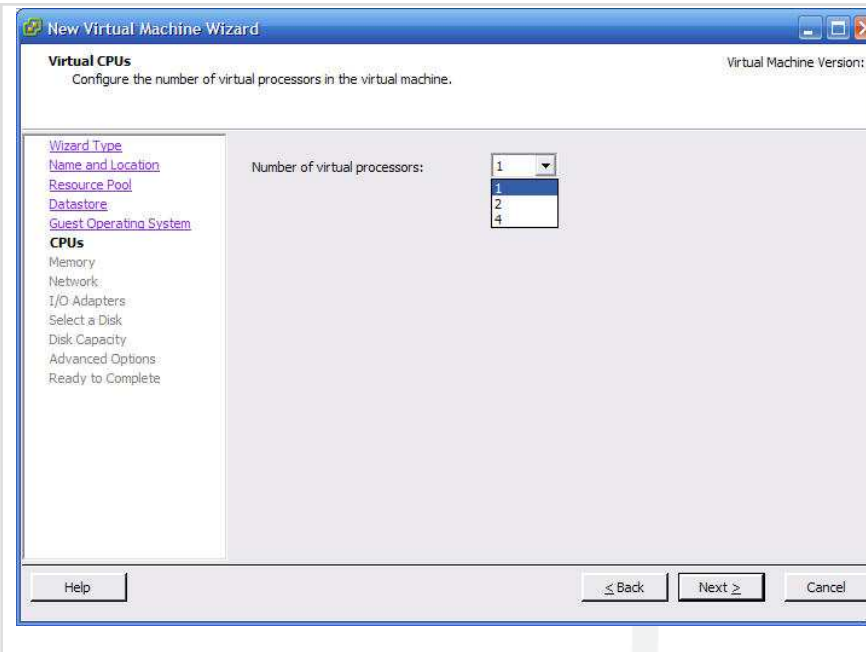 New Virtual Machine Wizard
Virtual CPUs
Configure the number of virtual processors in the virtual machine.
Virtual Machine Version:
Wizard Type
Name and Location
Resource Pool
Datastore
Guest Operating System
CPUs
Memory
Network
I/O Adapters
Select a Disk
Disk Capacity
Advanced Options
Ready to Complete
Number of virtual processors:
1
1
2
4
Help
< Back
Next >
Cancel